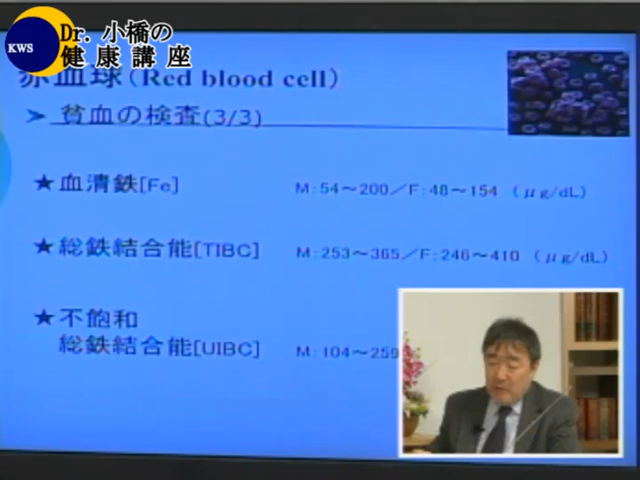 KWS
Dr. 小橋の
健康講座
赤血球(Red blood cell)
➢ 貧血の検査(3/3)
★血清鉄[Fe] M:54～200／F:48～154 (μg/dL)
★総鉄結合能[TIBC] M:253～365／F:246～410 (μg/dL)
★不飽和
総鉄結合能[UIBC] M:104～259